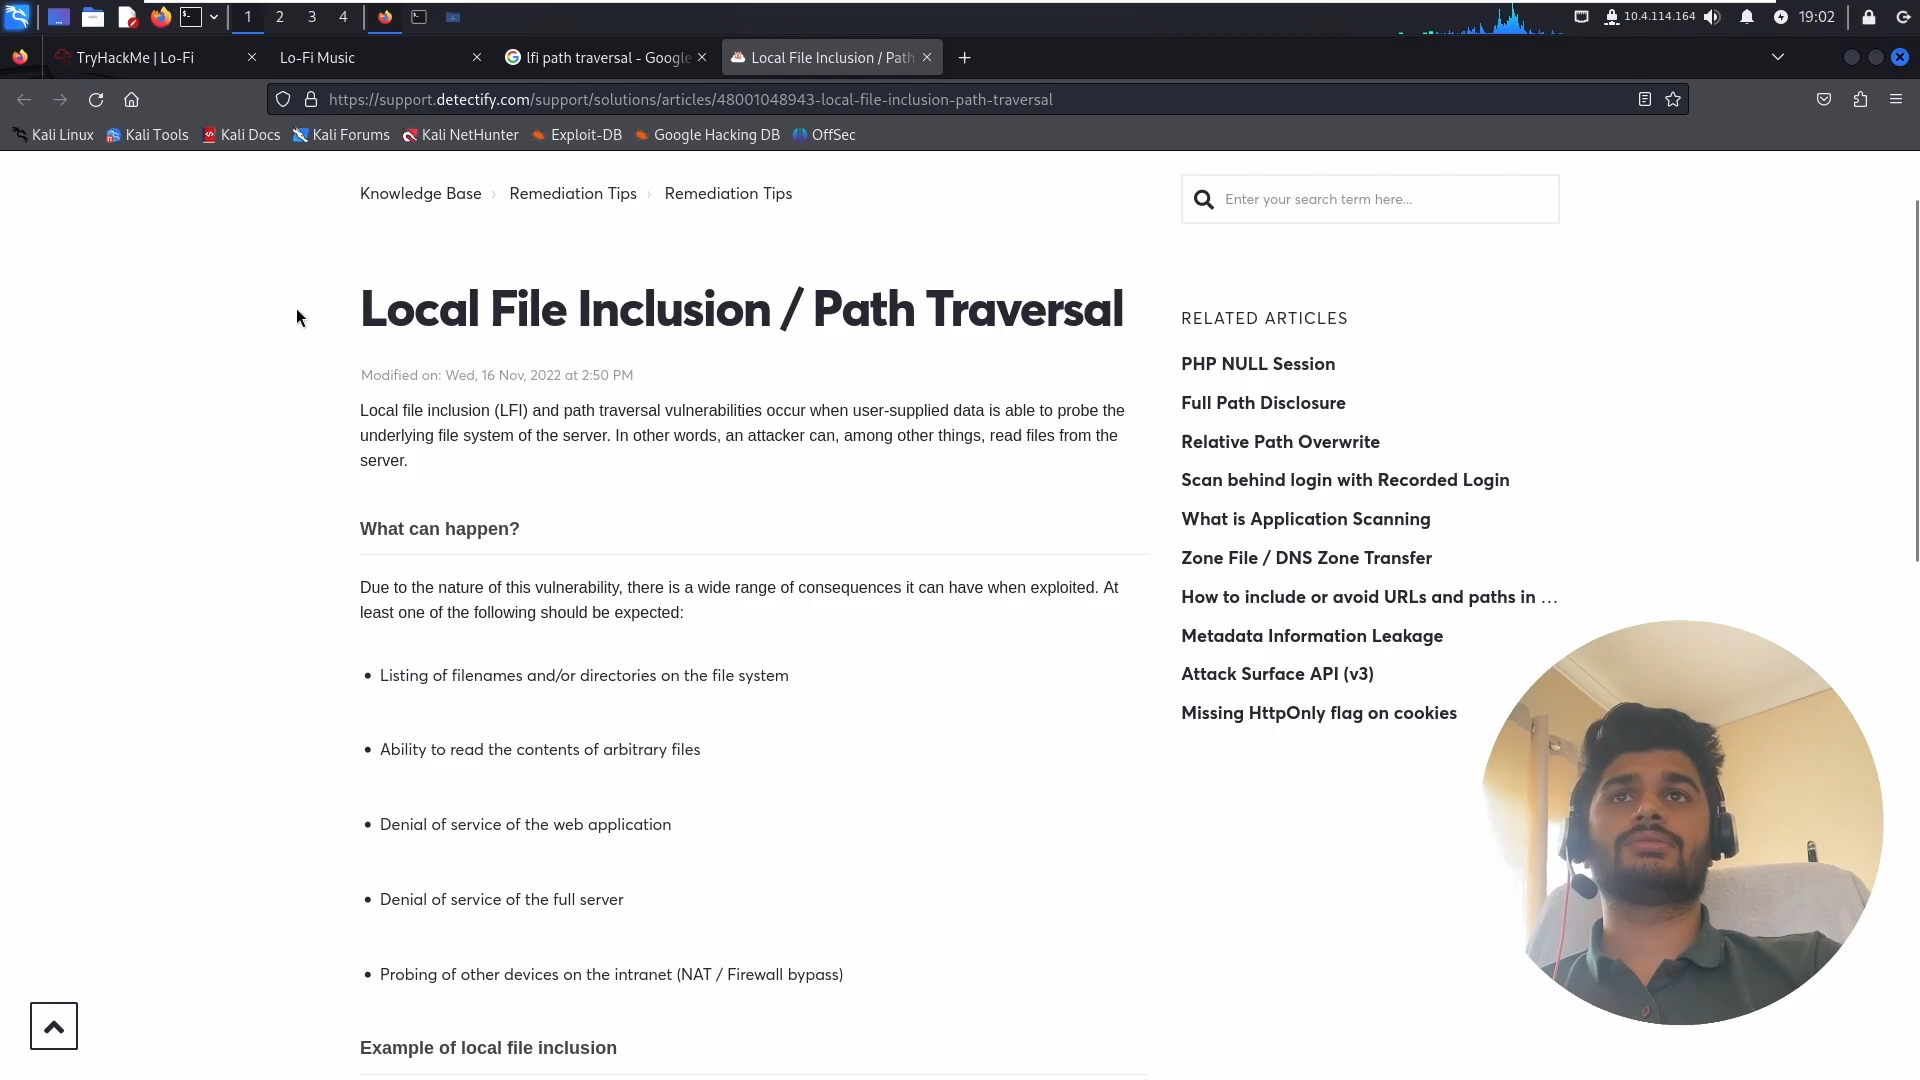 1 2 3 4 10.4.114.164 19:02
TryHackMe | Lo-Fi Lo-Fi Music lfi path traversal - Google Local File Inclusion / Path
https://support.detectify.com/support/solutions/articles/48001048943-local-file-inclusion-path-traversal
Kali Linux Kali Tools Kali Docs Kali Forums Kali NetHunter Exploit-DB Google Hacking DB OffSec
Knowledge Base › Remediation Tips › Remediation Tips
Enter your search term here...
Local File Inclusion / Path Traversal
Modified on: Wed, 16 Nov, 2022 at 2:50 PM
Local file inclusion (LFI) and path traversal vulnerabilities occur when user-supplied data is able to probe the
underlying file system of the server. In other words, an attacker can, among other things, read files from the
server.
What can happen?
Due to the nature of this vulnerability, there is a wide range of consequences it can have when exploited. At
least one of the following should be expected:
• Listing of filenames and/or directories on the file system
• Ability to read the contents of arbitrary files
• Denial of service of the web application
• Denial of service of the full server
• Probing of other devices on the intranet (NAT / Firewall bypass)
Example of local file inclusion
RELATED ARTICLES
PHP NULL Session
Full Path Disclosure
Relative Path Overwrite
Scan behind login with Recorded Login
What is Application Scanning
Zone File / DNS Zone Transfer
How to include or avoid URLs and paths in …
Metadata Information Leakage
Attack Surface API (v3)
Missing HttpOnly flag on cookies